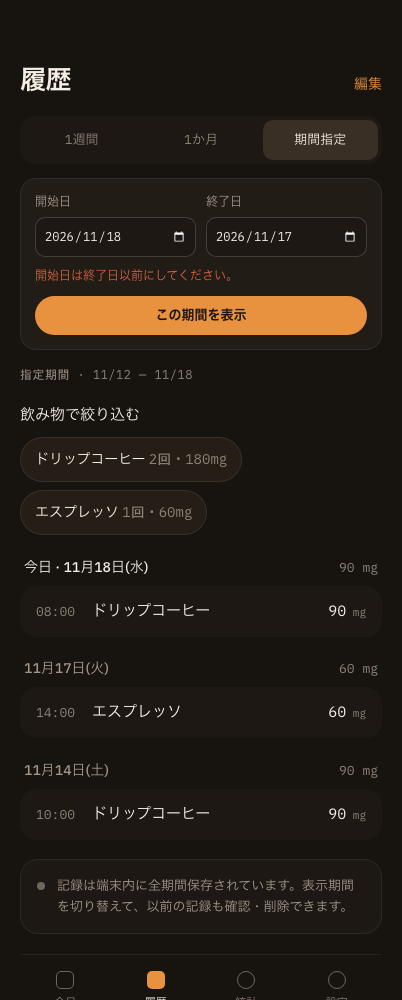 履歴
編集
1週間 1か月 期間指定
開始日 終了日
2026/11/18 2026/11/17
開始日は終了日以前にしてください。
この期間を表示
指定期間 · 11/12 — 11/18
飲み物で絞り込む
ドリップコーヒー 2回・180mg
エスプレッソ 1回・60mg
今日・11月18日(水) 90 mg
08:00 ドリップコーヒー 90 mg
11月17日(火) 60 mg
14:00 エスプレッソ 60 mg
11月14日(土) 90 mg
10:00 ドリップコーヒー 90 mg
記録は端末内に全期間保存されています。表示期間
を切り替えて、以前の記録も確認・削除できます。